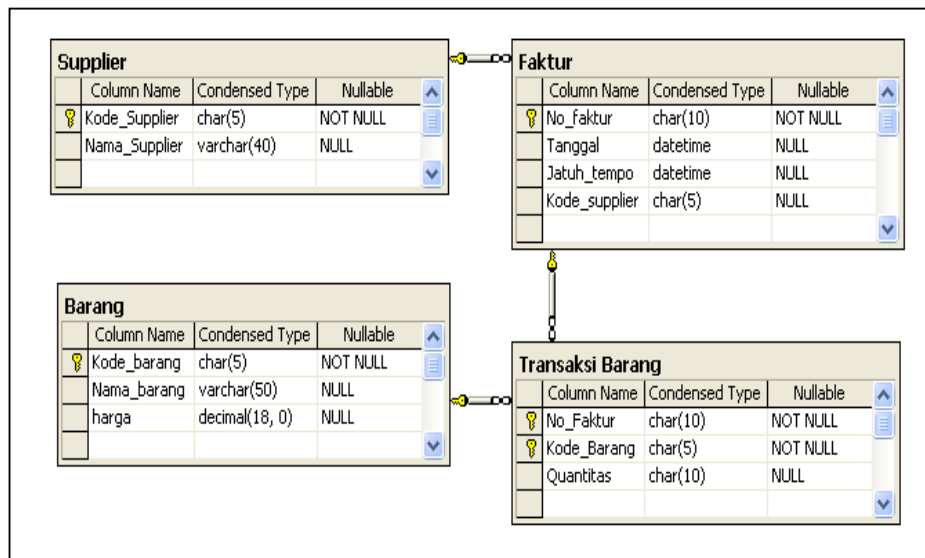 Supplier
Column Name Condensed Type Nullable
Kode_Supplier char(5) NOT NULL
Nama_Supplier varchar(40) NULL
Faktur
Column Name Condensed Type Nullable
No_faktur char(10) NOT NULL
Tanggal datetime NULL
Jatuh_tempo datetime NULL
Kode_supplier char(5) NULL
Barang
Column Name Condensed Type Nullable
Kode_barang char(5) NOT NULL
Nama_barang varchar(50) NULL
harga decimal(18, 0) NULL
Transaksi Barang
Column Name Condensed Type Nullable
No_Faktur char(10) NOT NULL
Kode_Barang char(5) NOT NULL
Quantitas char(10) NULL